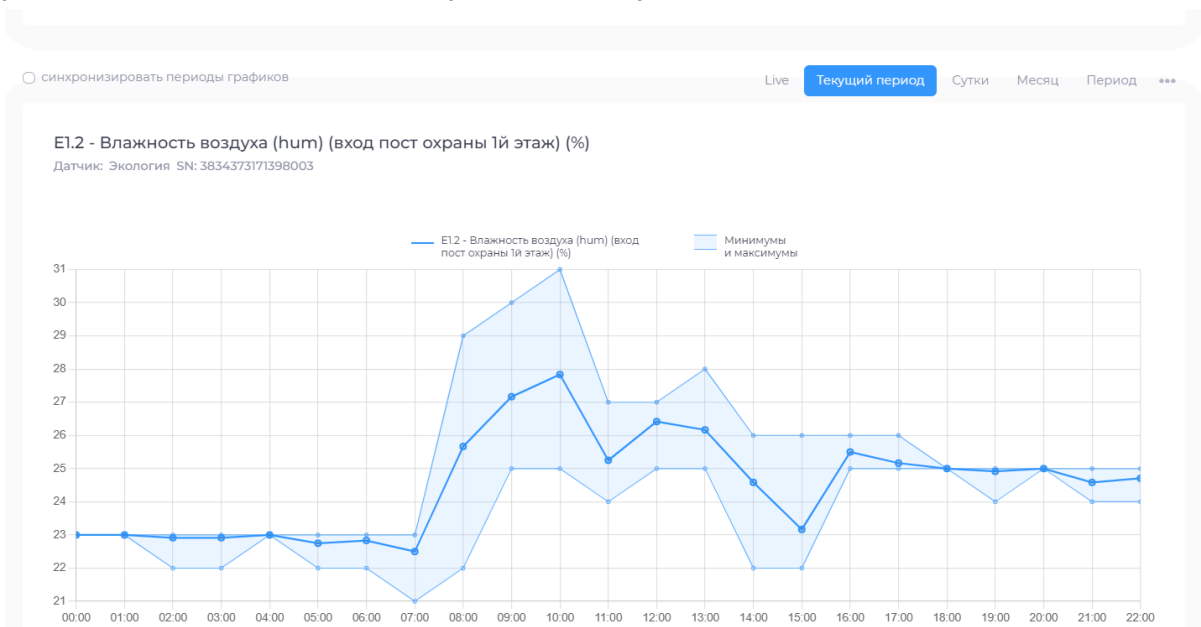 синхронизировать периоды графиков
Live Текущий период Сутки Месяц Период •••
E1.2 - Влажность воздуха (hum) (вход пост охраны 1й этаж) (%)
Датчик: Экология SN: 3834373171398003
E1.2 - Влажность воздуха (hum) (вход
пост охраны 1й этаж) (%)
Минимумы
и максимумы
31
30
29
28
27
26
25
24
23
22
21
00:00 01:00 02:00 03:00 04:00 05:00 06:00 07:00 08:00 09:00 10:00 11:00 12:00 13:00 14:00 15:00 16:00 17:00 18:00 19:00 20:00 21:00 22:00